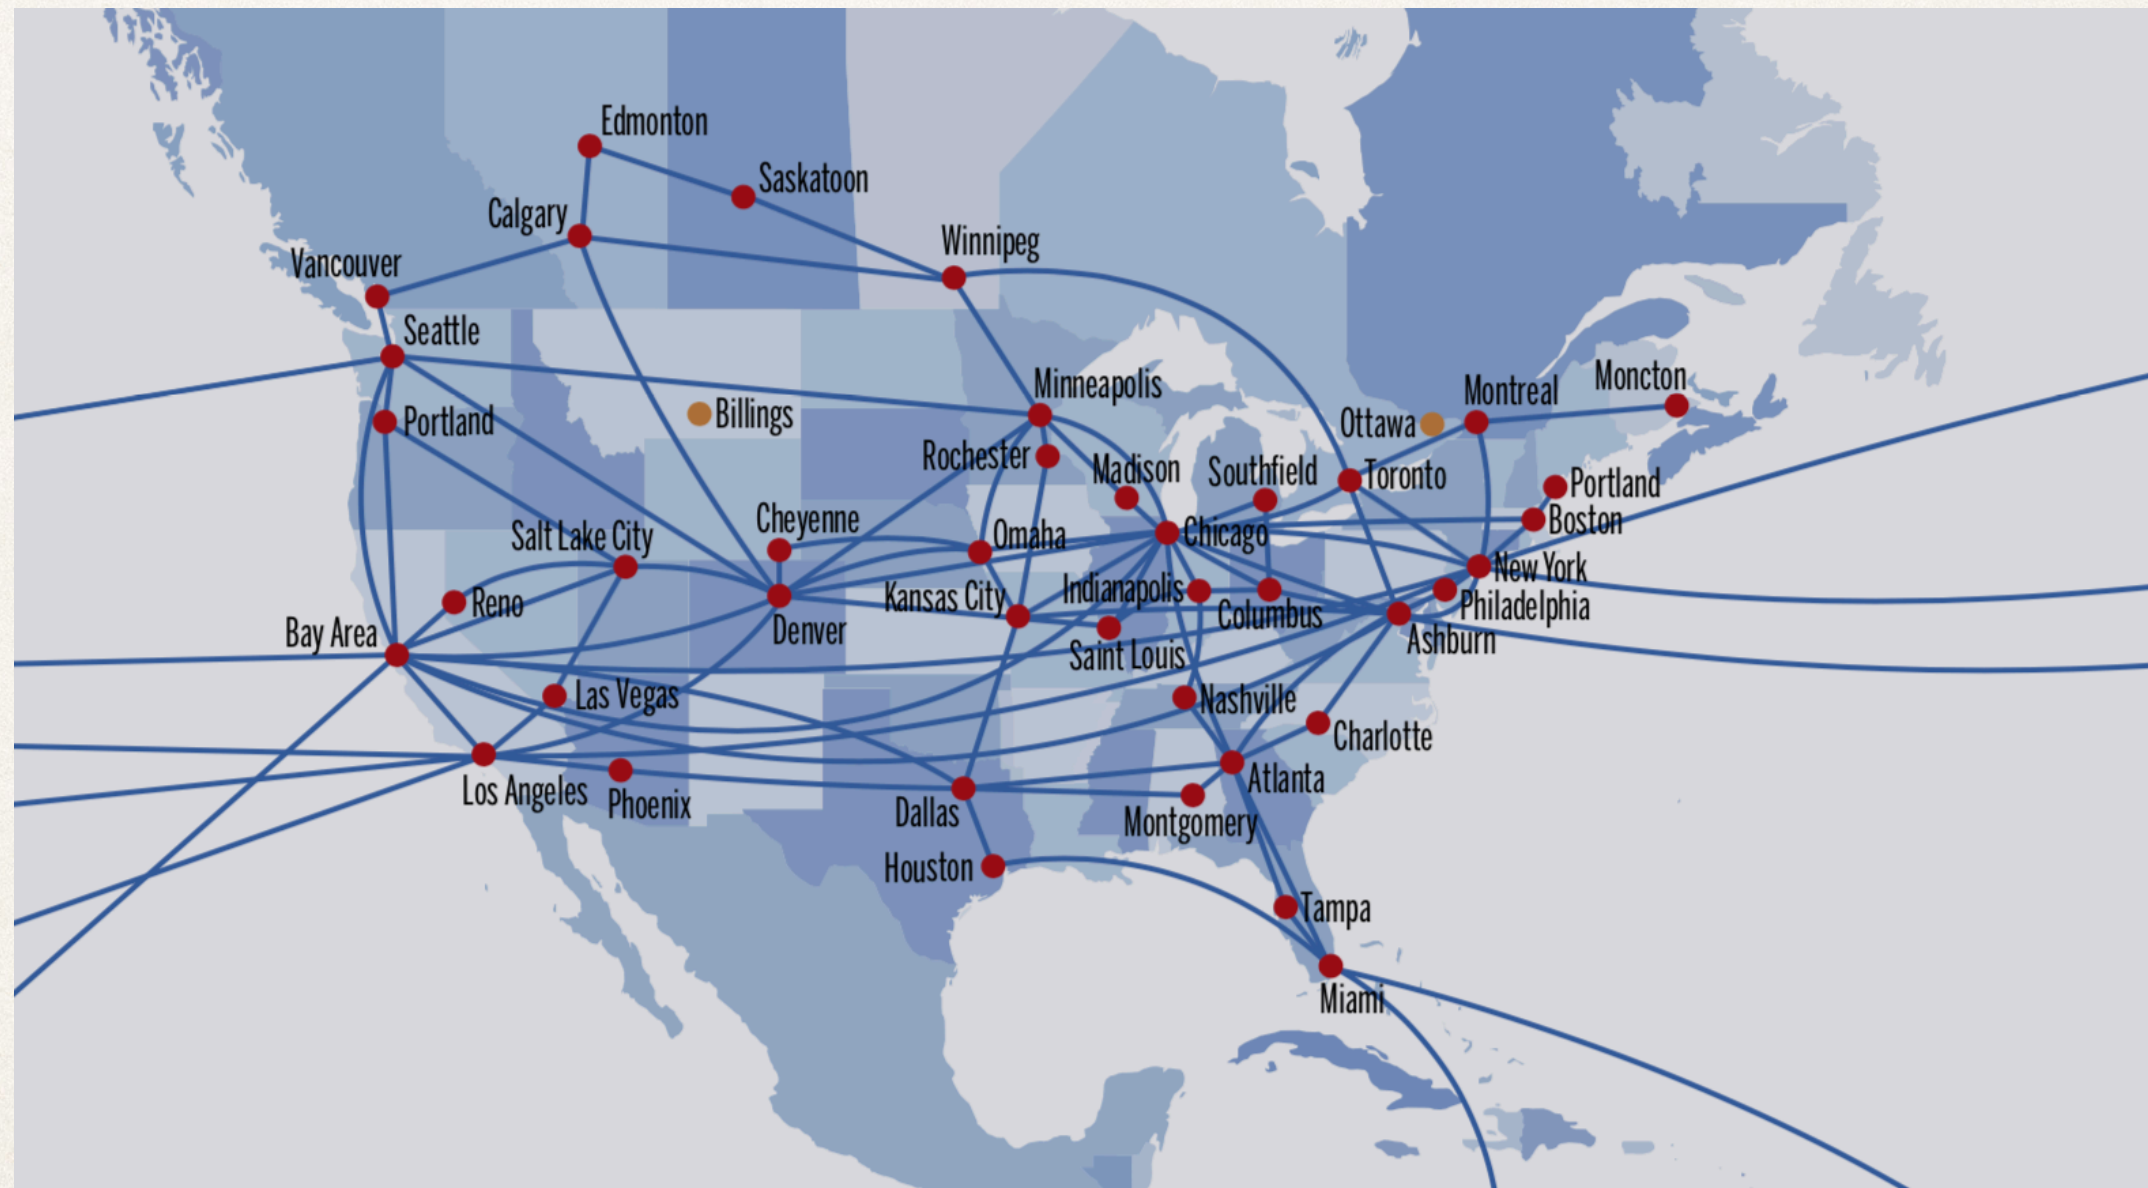 Edmonton
Saskatoon
Calgary
Winnipeg
Vancouver
Seattle
Minneapolis
Montreal
Moncton
Portland
Billings
Ottawa
Rochester
Madison
Southfield
Toronto
Portland
Cheyenne
Boston
Salt Lake City
Omaha
Chicago
New York
Reno
Kansas City
Indianapolis
Columbus
Philadelphia
Bay Area
Denver
Saint Louis
Ashburn
Las Vegas
Nashville
Charlotte
Los Angeles
Phoenix
Dallas
Atlanta
Montgomery
Houston
Tampa
Miami